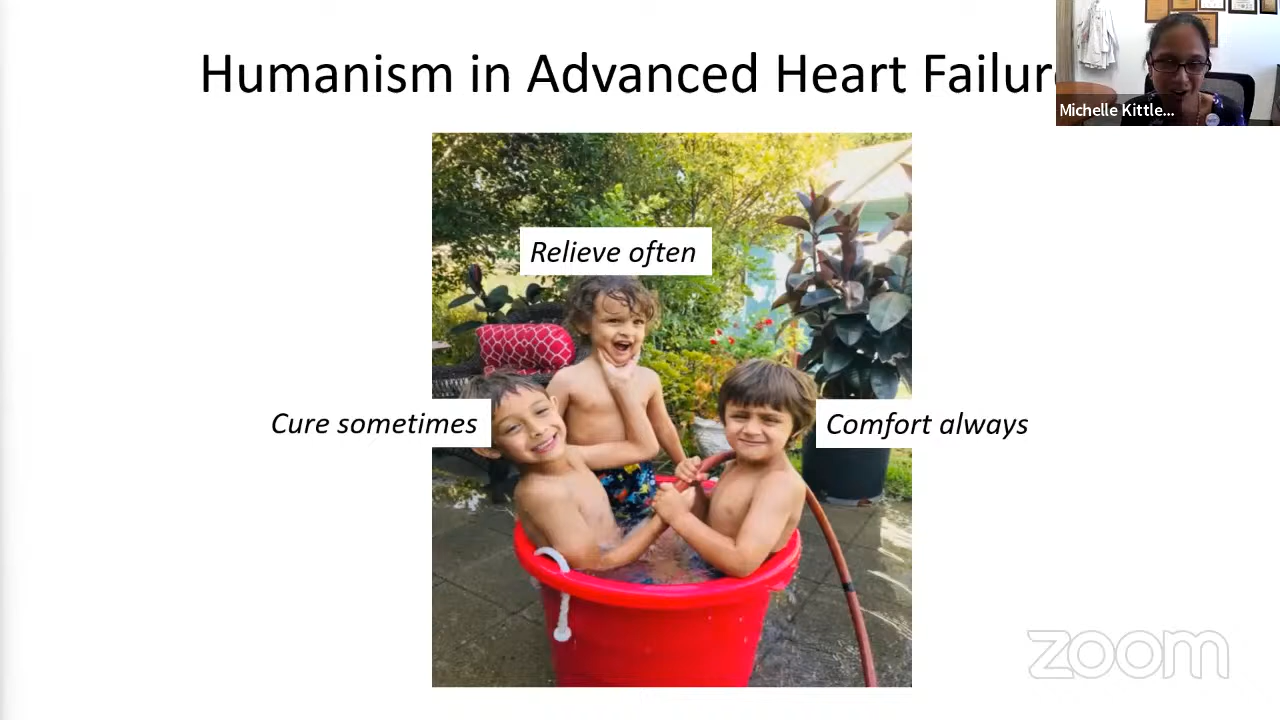 Humanism in Advanced Heart Failur
Michelle Kittle...
Relieve often
Cure sometimes
Comfort always
zoom